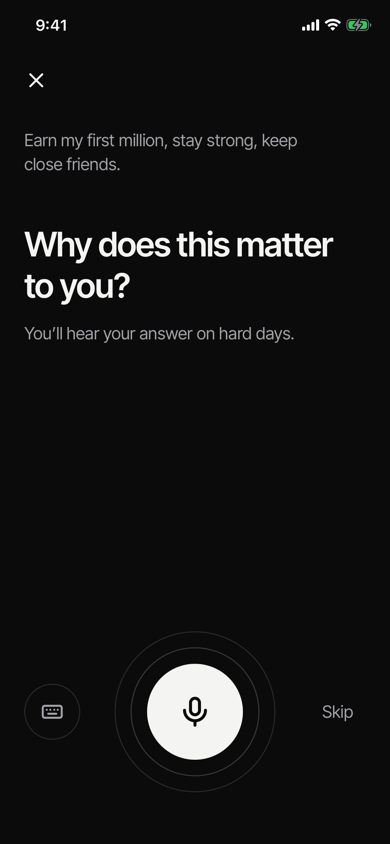 9:41
Earn my first million, stay strong, keep
close friends.
Why does this matter
to you?
You’ll hear your answer on hard days.
Skip